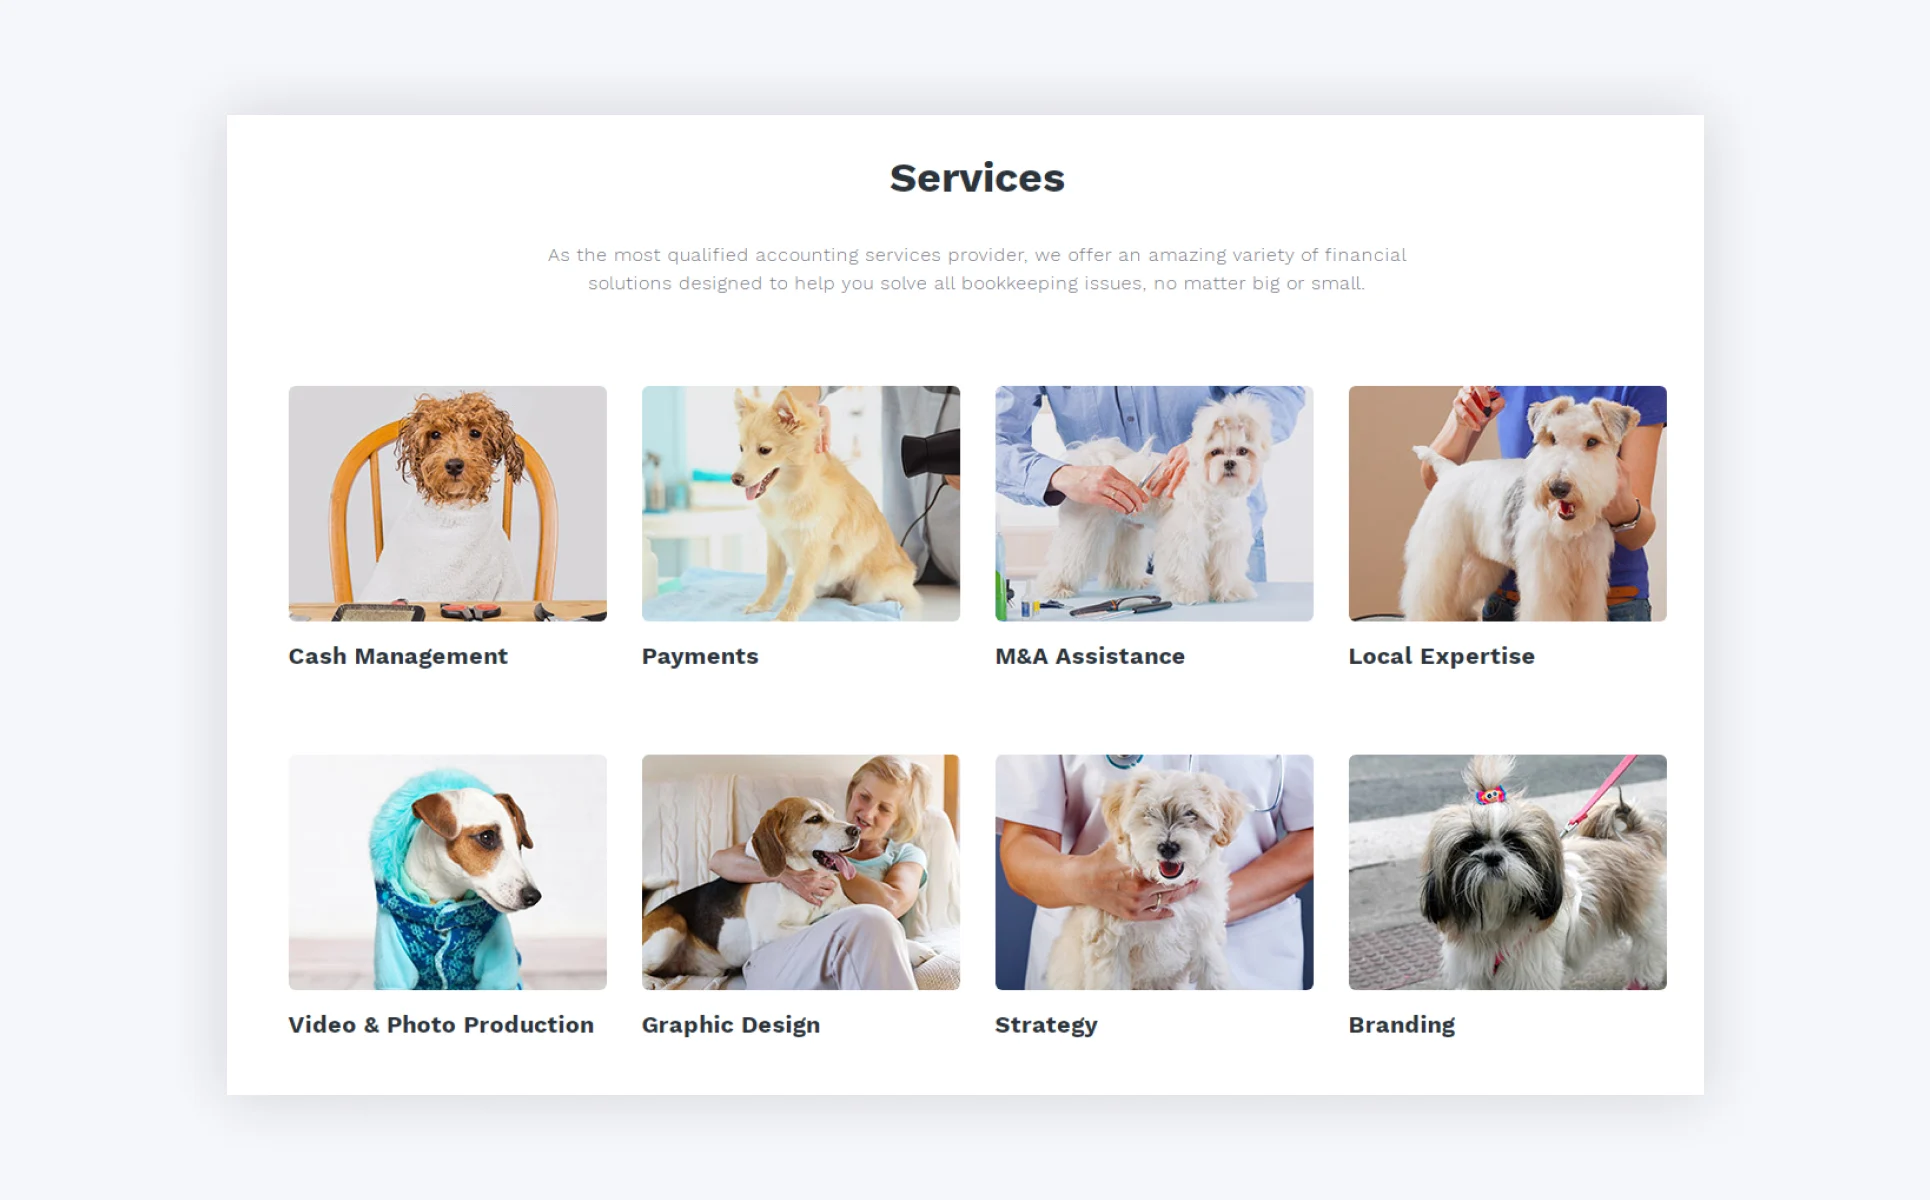 Services
As the most qualified accounting services provider, we offer an amazing variety of financial
solutions designed to help you solve all bookkeeping issues, no matter big or small.
Cash Management
Payments
M&A Assistance
Local Expertise
Video & Photo Production
Graphic Design
Strategy
Branding